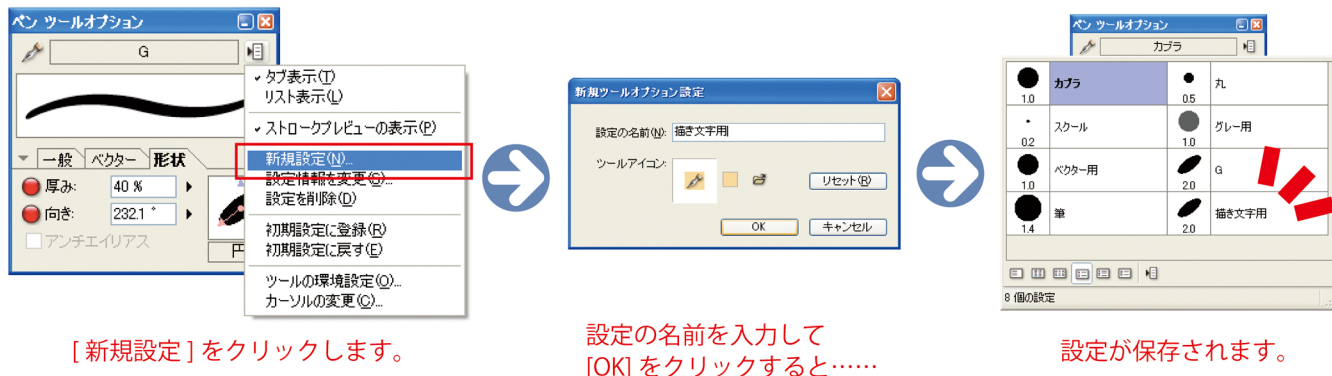 ペン ツールオプション
G
タブ表示(T)
リスト表示(L)
ストロークプレビューの表示(P)
新規設定(N)...
設定情報を変更(S)...
設定を削除(D)
初期設定に登録(R)
初期設定に戻す(E)
ツールの環境設定(O)...
カーソルの変更(C)...
一般 ベクター 形状
厚み: 40 %
向き: 232.1 °
アンチエイリアス
[ 新規設定 ] をクリックします。
新規ツールオプション設定
設定の名前(N): 描き文字用
ツールアイコン:
リセット(R)
OK キャンセル
設定の名前を入力して
[OK] をクリックすると……
ペン ツールオプション
カブラ
1.0 カブラ 0.5 丸
0.2 スクール 1.0 グレー用
1.0 ベクター用 2.0 G
1.4 筆 2.0 描き文字用
8 個の設定
設定が保存されます。